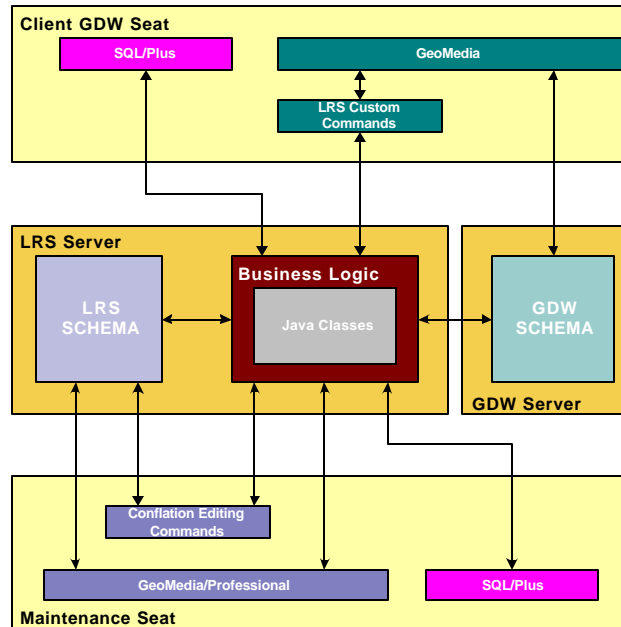 Client GDW Seat
SQL/Plus
GeoMedia
LRS Custom
Commands
LRS Server
Business Logic
LRS
SCHEMA
Java Classes
GDW
SCHEMA
GDW Server
Conflation Editing
Commands
GeoMedia/Professional
SQL/Plus
Maintenance Seat